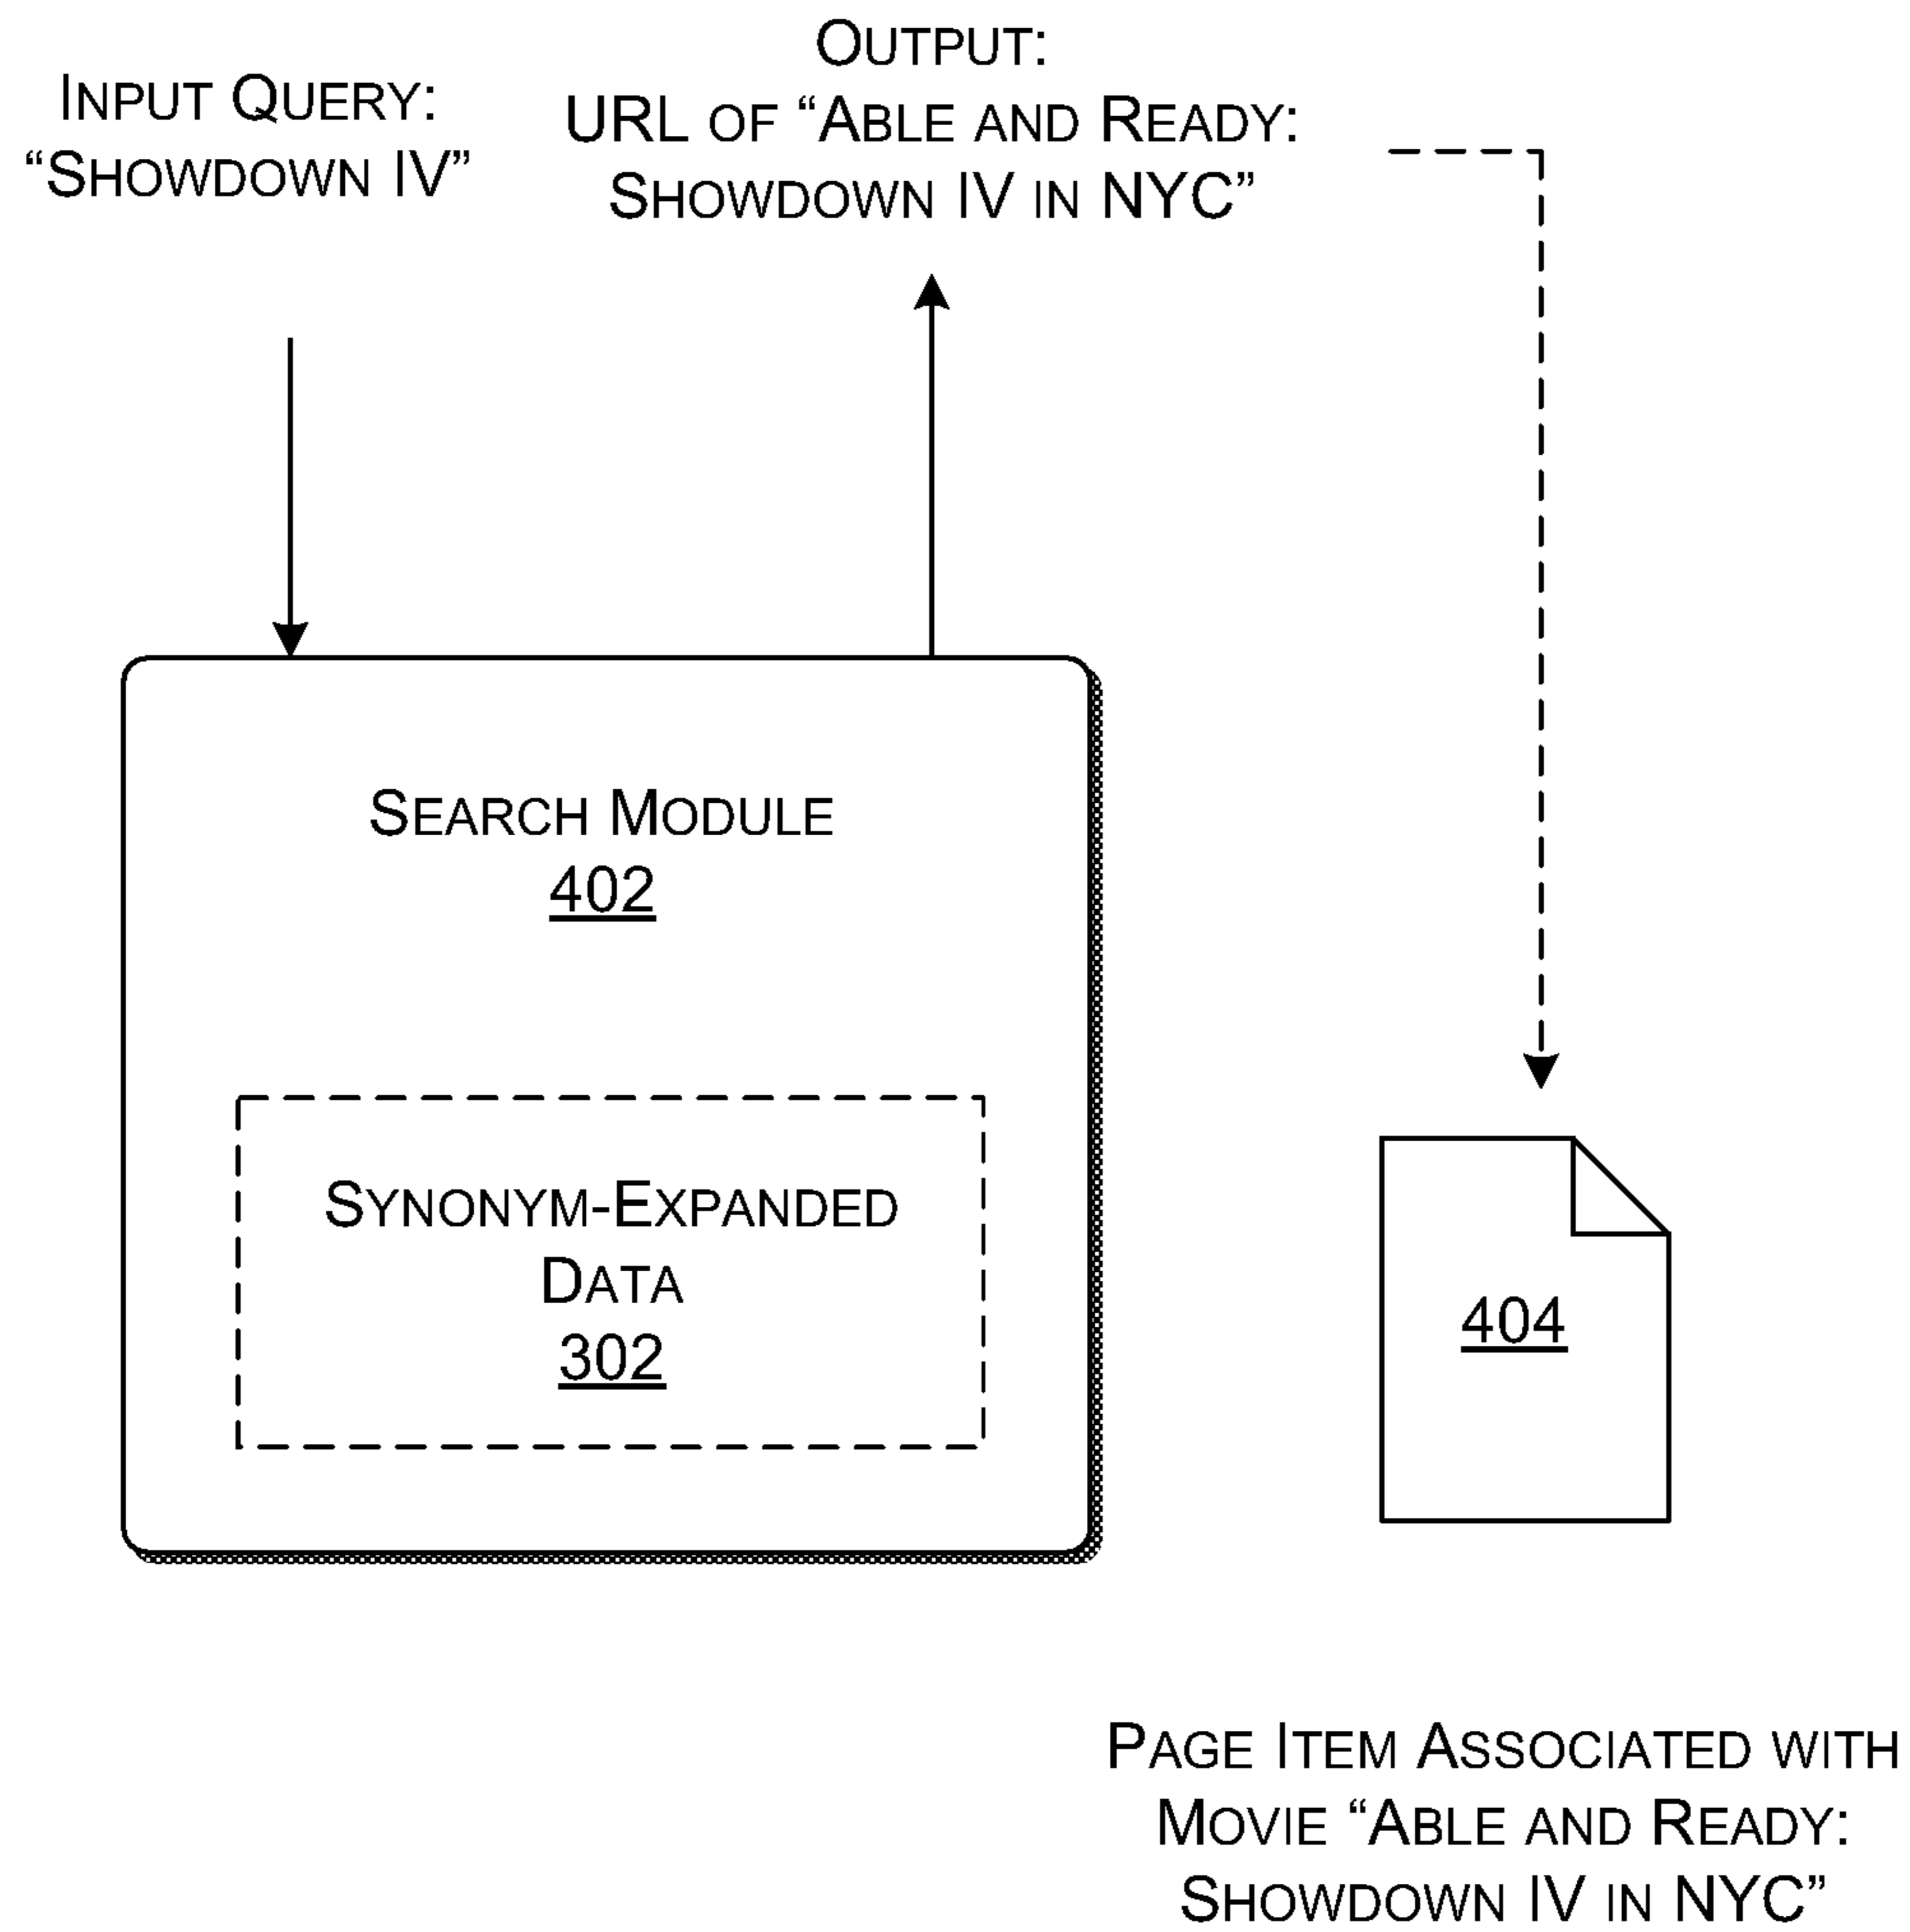 INPUT QUERY:
“SHOWDOWN IV”
OUTPUT:
URL OF “ABLE AND READY:
SHOWDOWN IV IN NYC”
SEARCH MODULE
402
SYNONYM-EXPANDED
DATA
302
404
PAGE ITEM ASSOCIATED WITH
MOVIE “ABLE AND READY:
SHOWDOWN IV IN NYC”